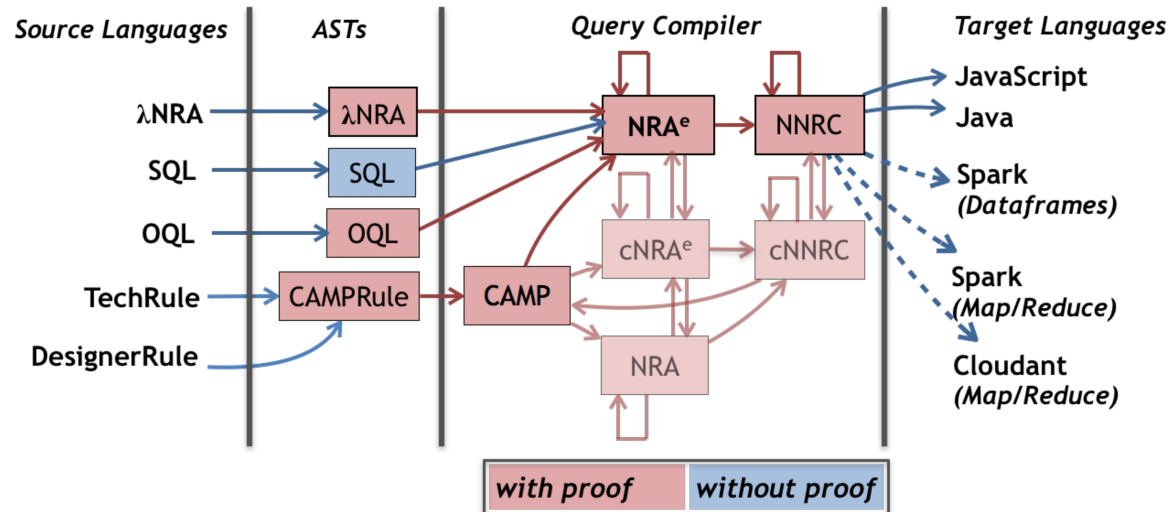 Source Languages
ASTs
Query Compiler
Target Languages
λNRA
λNRA
NRAᵉ
NNRC
JavaScript
Java
SQL
SQL
Spark
(Dataframes)
OQL
OQL
cNRAᵉ
cNNRC
TechRule
CAMPRule
CAMP
Spark
(Map/Reduce)
DesignerRule
NRA
Cloudant
(Map/Reduce)
with proof
without proof